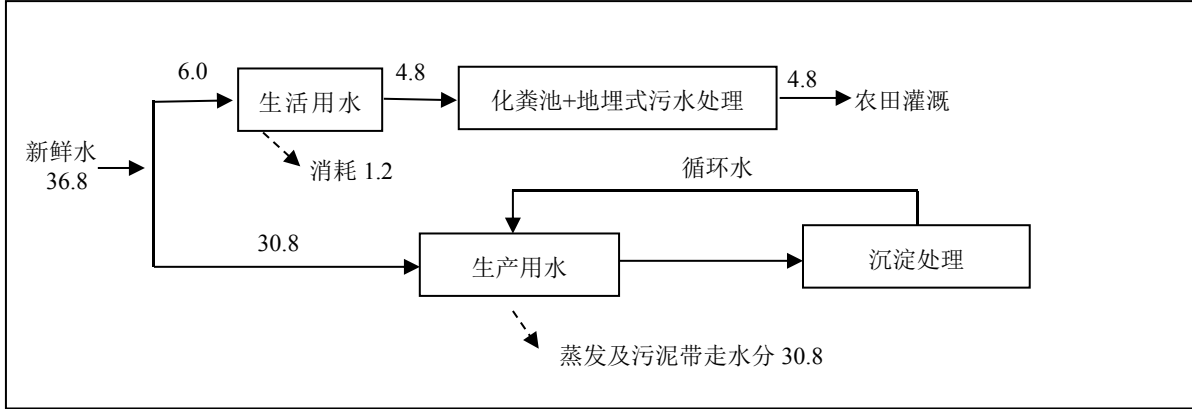 6.0
生活用水
4.8
化粪池+地埋式污水处理
4.8
农田灌溉
新鲜水
36.8
消耗 1.2
循环水
30.8
生产用水
沉淀处理
蒸发及污泥带走水分 30.8